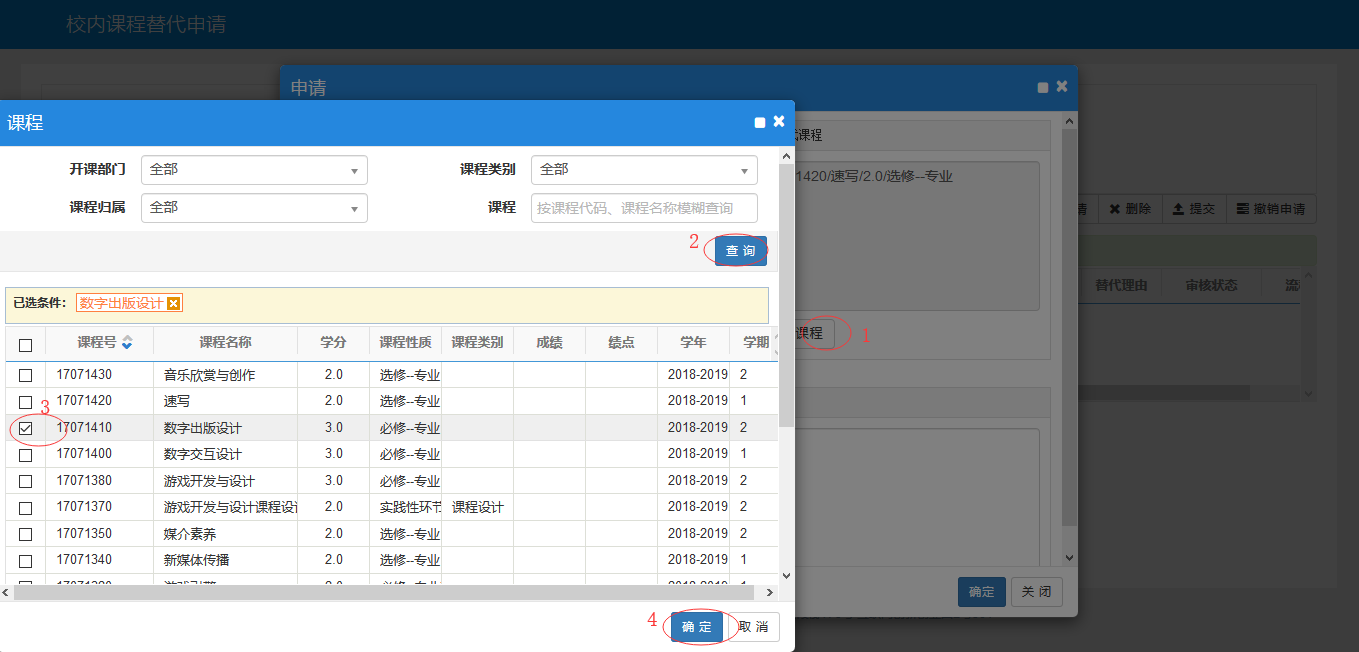 校内课程替代申请
申请
课程
开课部门 全部 课程类别 全部
课程归属 全部 课程 按课程代码、课程名称模糊查询
2 查 询
已选条件: 数字出版设计
课程号 课程名称 学分 课程性质 课程类别 成绩 绩点 学年 学期
17071430 音乐欣赏与创作 2.0 选修--专业 2018-2019 2
17071420 速写 2.0 选修--专业 2018-2019 1
3
17071410 数字出版设计 3.0 必修--专业 2018-2019 2
17071400 数字交互设计 3.0 必修--专业 2018-2019 1
17071380 游戏开发与设计 3.0 必修--专业 2018-2019 2
17071370 游戏开发与设计课程设 2.0 实践性环节 课程设计 2018-2019 2
17071350 媒介素养 2.0 选修--专业 2018-2019 2
17071340 新媒体传播 2.0 选修--专业 2018-2019 1
4 确 定 取 消
课程
1420/速写/2.0/选修--专业
课程 1
确定 关 闭
请 删除 提交 撤销申请
替代理由 审核状态 流